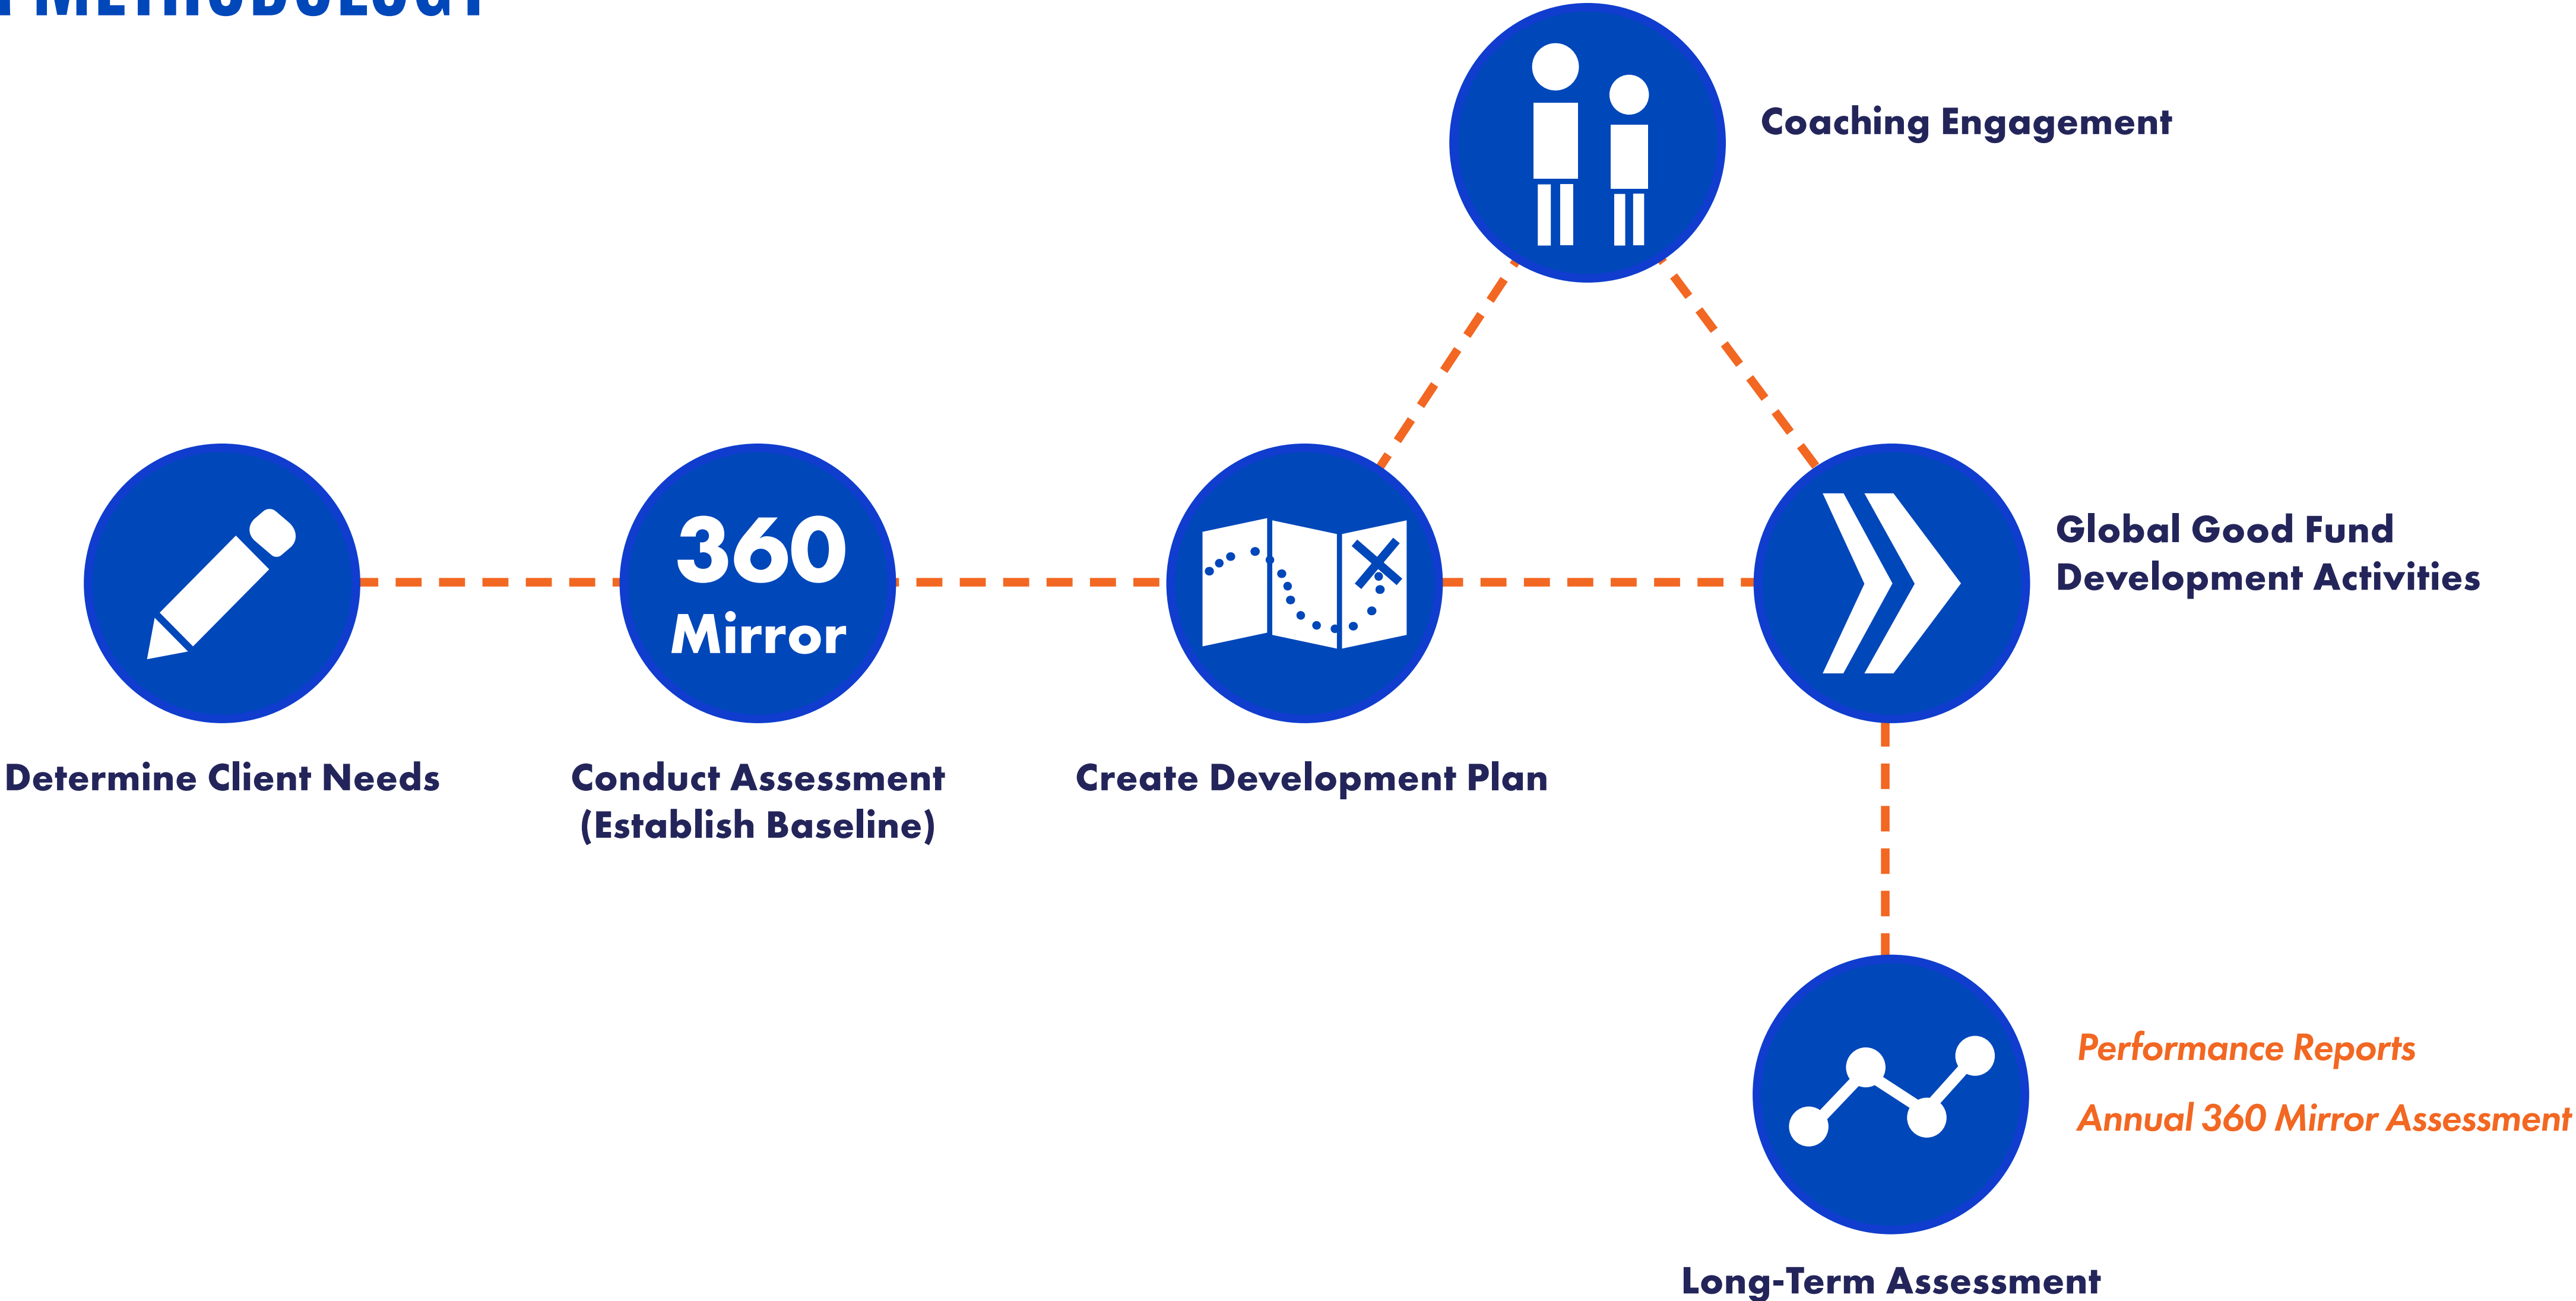 METHODOLOGY
Coaching Engagement
360
Mirror
Global Good Fund
Development Activities
Determine Client Needs
Conduct Assessment
(Establish Baseline)
Create Development Plan
Performance Reports
Annual 360 Mirror Assessment
Long-Term Assessment